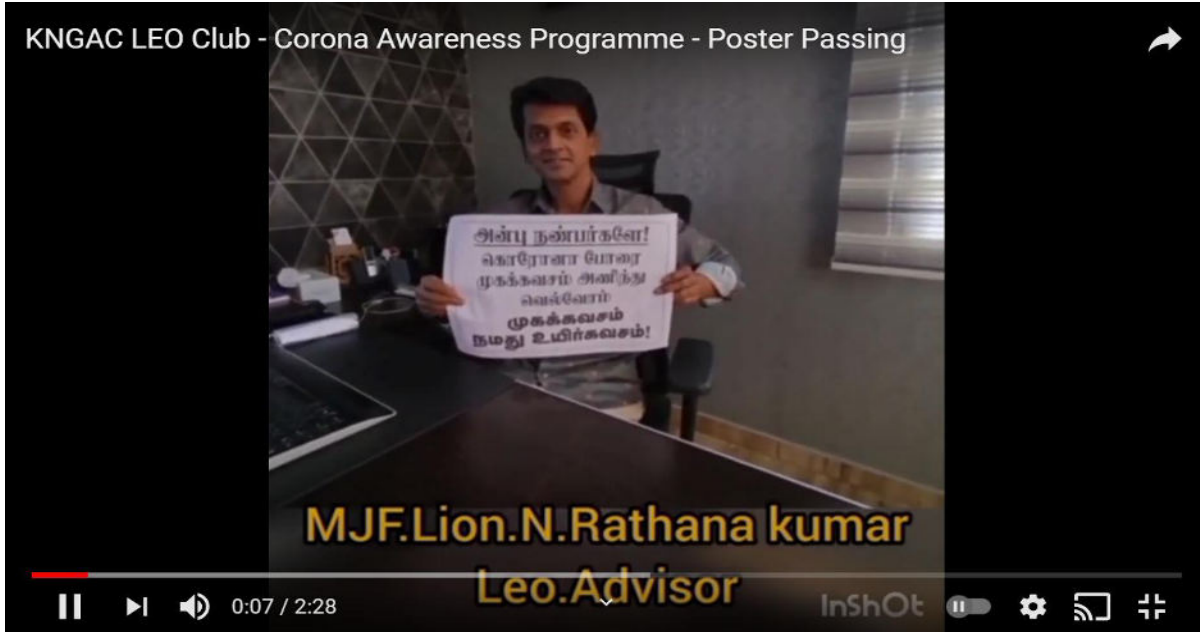 KNGAC LEO Club - Corona Awareness Programme - Poster Passing
அன்பு நண்பர்களே!
கொரோனா போரை
முகக்கவசம் அணிந்து
வெல்வோம்
முகக்கவசம்
நமது உயிர்கவசம்!
MJF.Lion.N.Rathana kumar
Leo.Advisor
0:07 / 2:28
InShOt